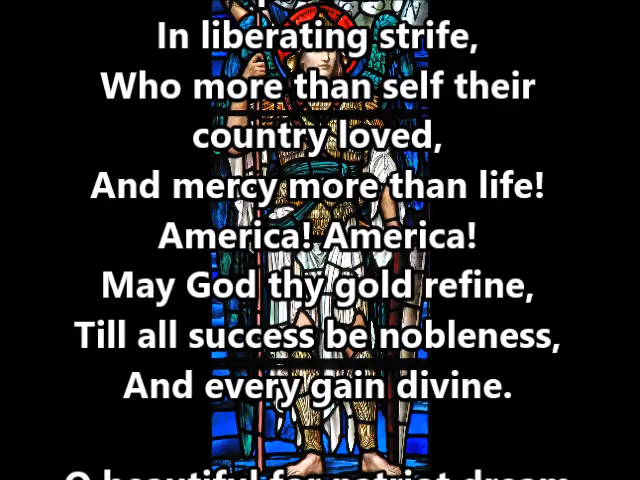 In liberating strife,
Who more than self their
country loved,
And mercy more than life!
America! America!
May God thy gold refine,
Till all success be nobleness,
And every gain divine.
O beautiful for patriot dream